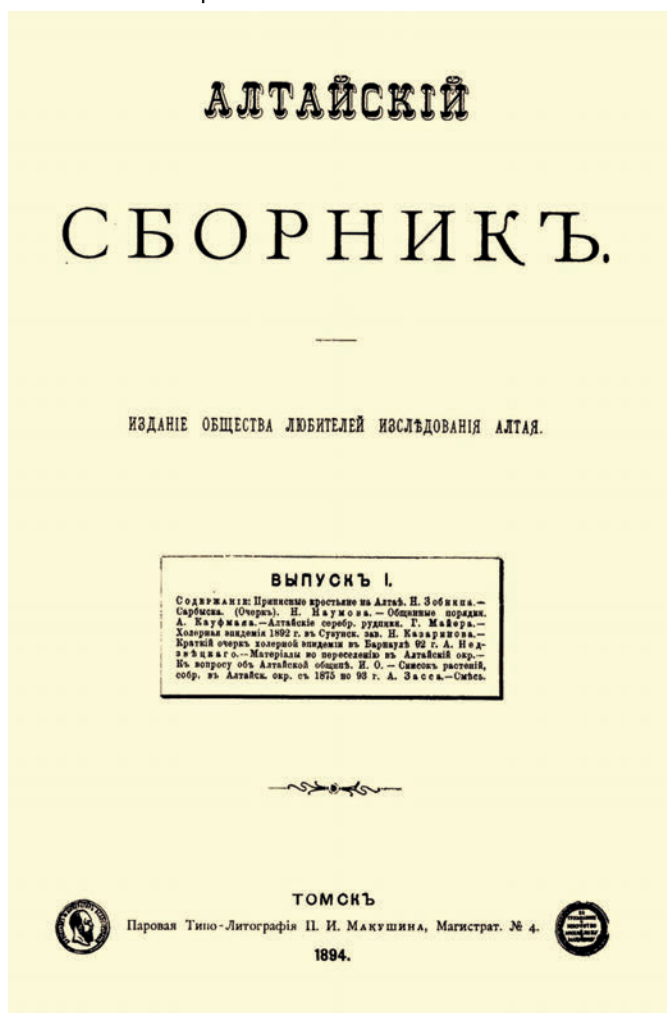 АЛТАЙСКІЙ
СБОРНИКЪ.
ИЗДАНІЕ ОБЩЕСТВА ЛЮБИТЕЛЕЙ ИЗСЛѢДОВАНІЯ АЛТАЯ.
ВЫПУСКЪ I.
Содержаніе: Приписные крестьяне на Алтаѣ. Н. Зобнина.—
Сарбыска. (Очеркъ). Н. Наумова. — Общинные порядки.
А. Кауфмана.—Алтайскіе серебр. рудники. Г. Майера.—
Холерная эпидемія 1892 г. въ Сузунск. зав. Н. Казаринова.—
Краткій очеркъ холерной эпидеміи въ Барнаулѣ 92 г. А. Нед-
звѣцкаго.—Матеріалы по переселенію въ Алтайскій окр.—
Къ вопросу объ Алтайской общинѣ. И. О. — Списокъ растеній,
собр. въ Алтайск. окр. съ 1875 по 93 г. А. Засса.—Смѣсь.
ТОМСКЪ
Паровая Типо-Литографія П. И. Макушина, Магистрат. № 4.
1894.